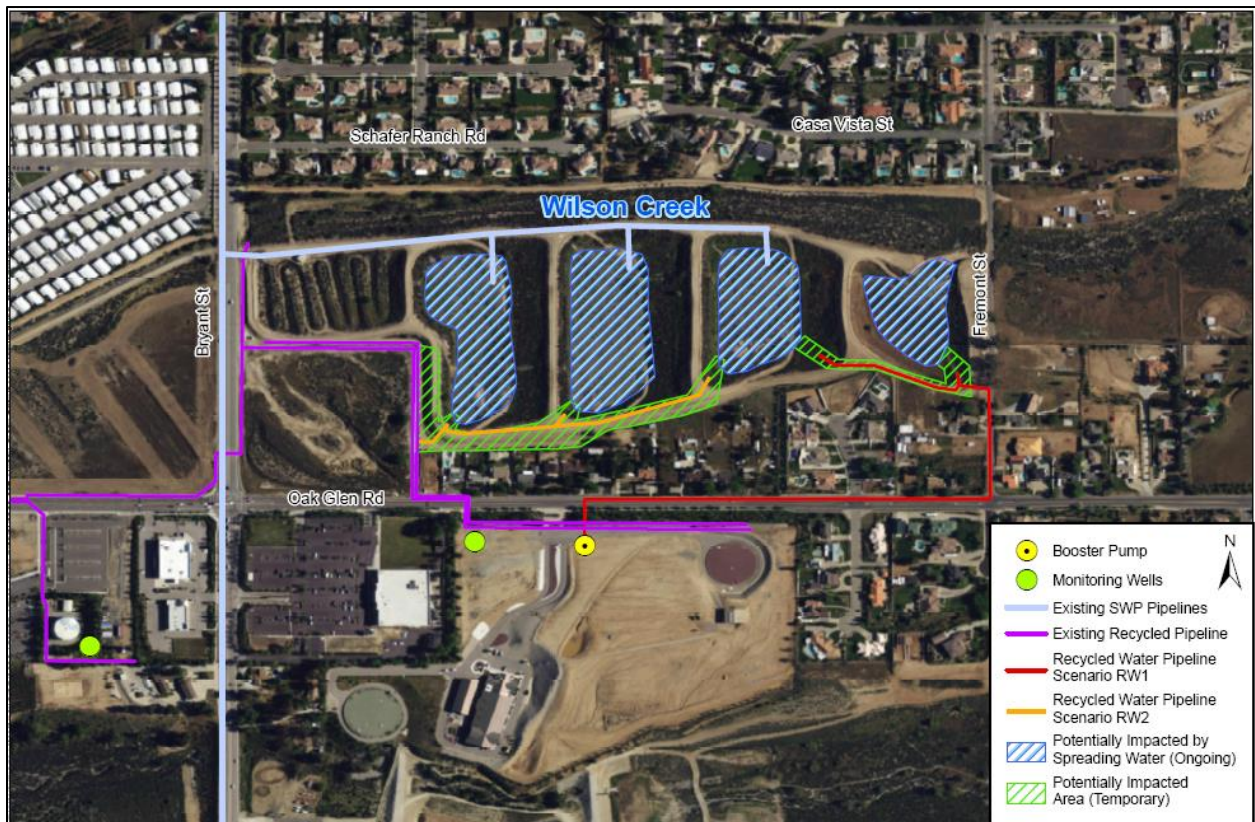 Schafer Ranch Rd
Casa Vista St
Wilson Creek
Bryant St
Fremont St
Oak Glen Rd
N
Booster Pump
Monitoring Wells
Existing SWP Pipelines
Existing Recycled Pipeline
Recycled Water Pipeline
Scenario RW1
Recycled Water Pipeline
Scenario RW2
Potentially Impacted by
Spreading Water (Ongoing)
Potentially Impacted
Area (Temporary)